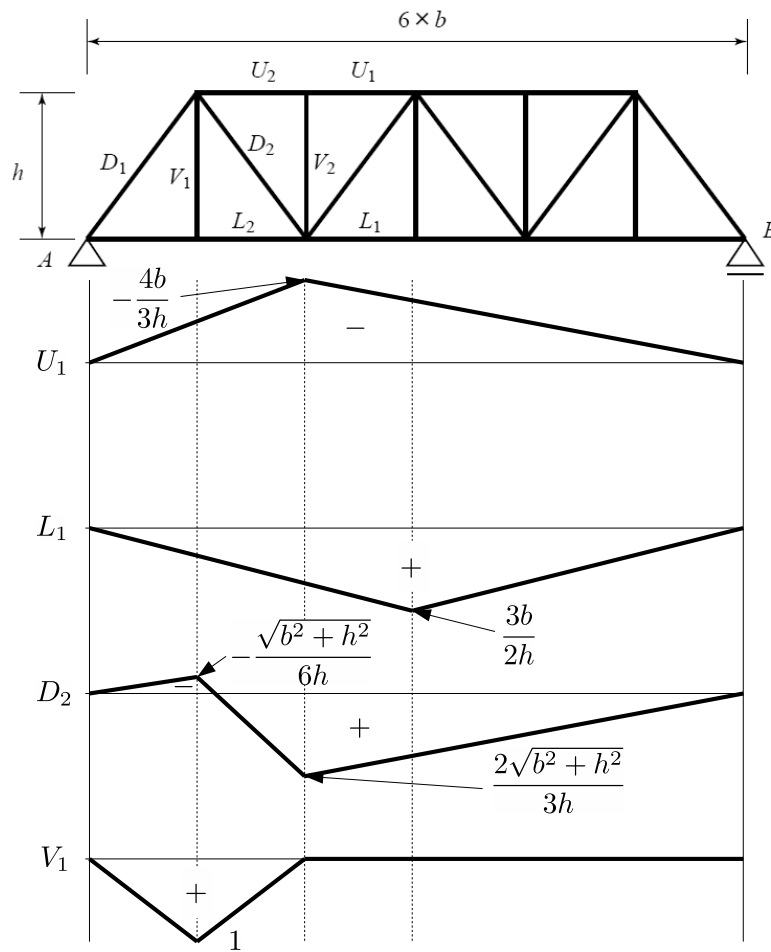 6 × b
U₂ U₁
h
D₁ V₁ D₂ V₂
L₂ L₁
A B
−4b/3h
−
U₁
L₁
+
3b/2h
−√(b² + h²)/6h
−
D₂
+
2√(b² + h²)/3h
V₁
+
1